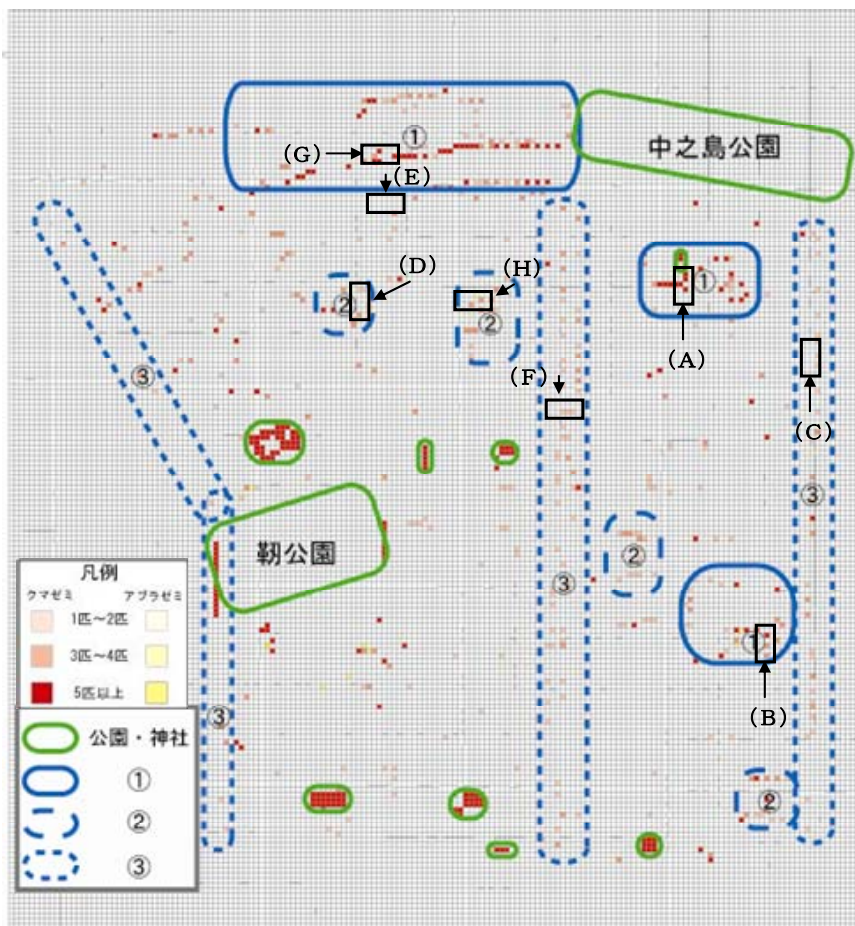 ①
中之島公園
(G)
(E)
①
(D)
(H)
②
②
(A)
(F)
③
(C)
③
靭公園
②
③
①
凡例
クマゼミ アブラゼミ
1匹～2匹
3匹～4匹
5匹以上
(B)
③
公園・神社
①
②
③
②